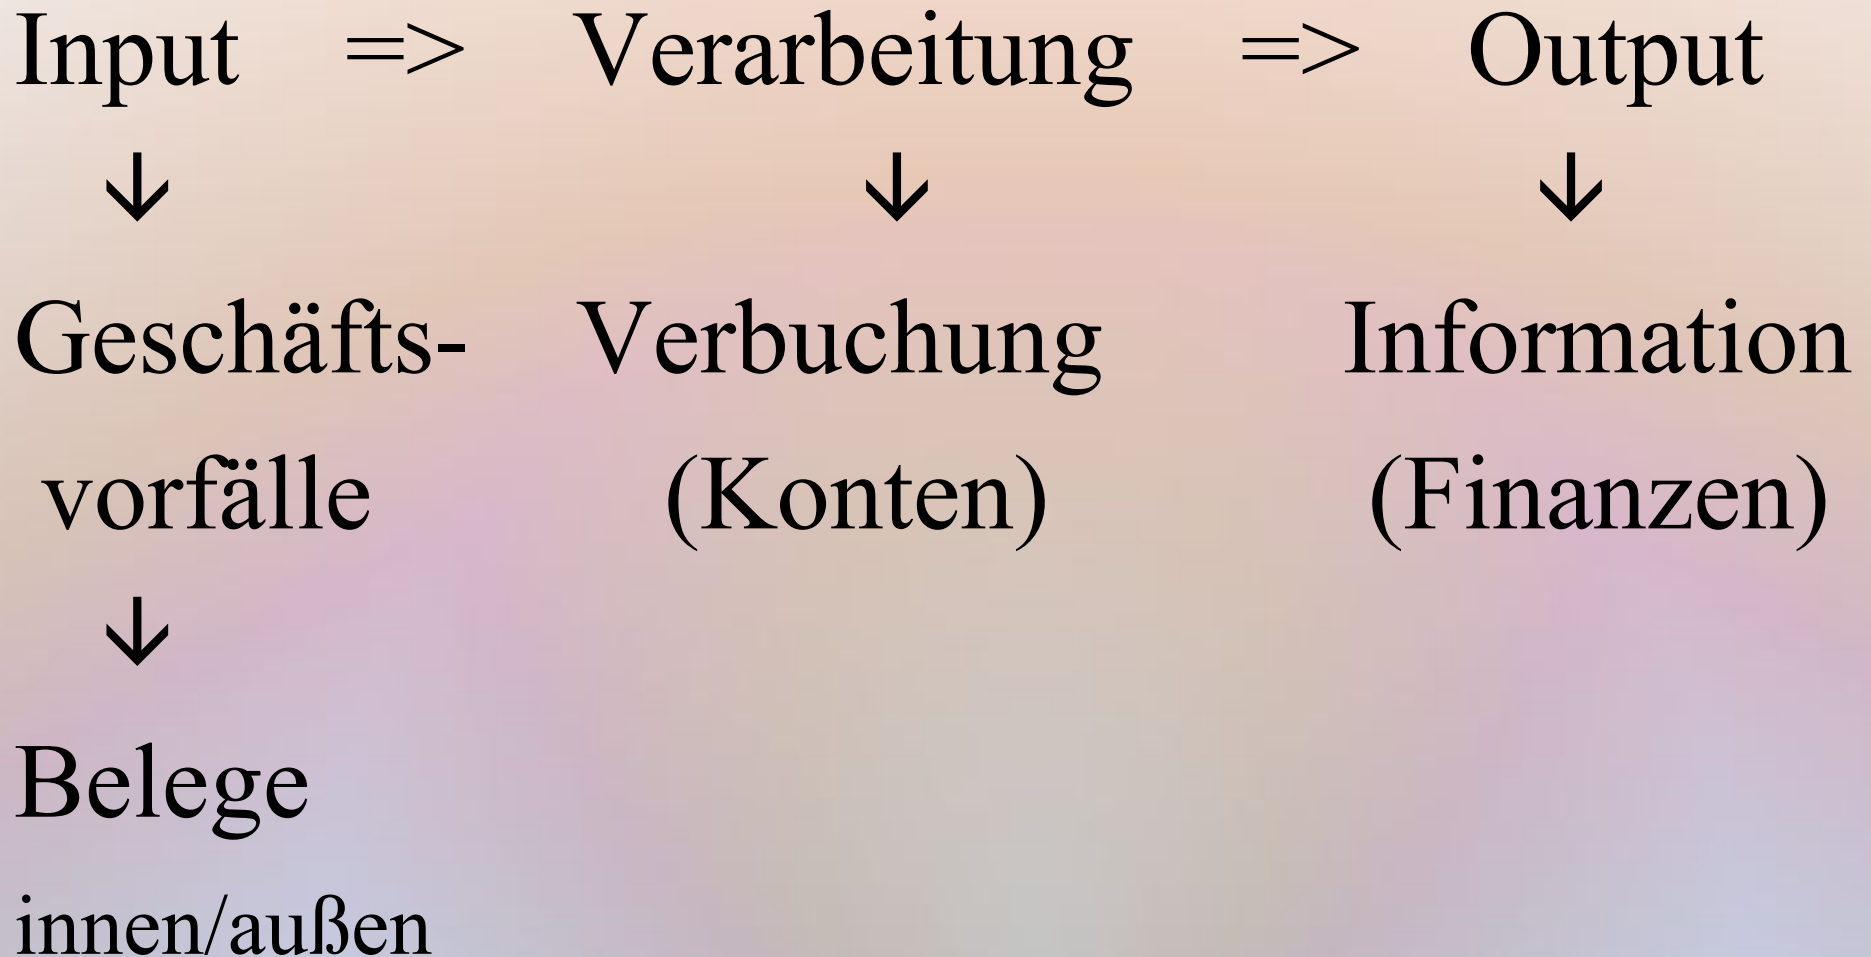 Input => Verarbeitung => Output
↓ ↓ ↓
Geschäfts- Verbuchung Information
vorfälle (Konten) (Finanzen)
↓
Belege
innen/außen